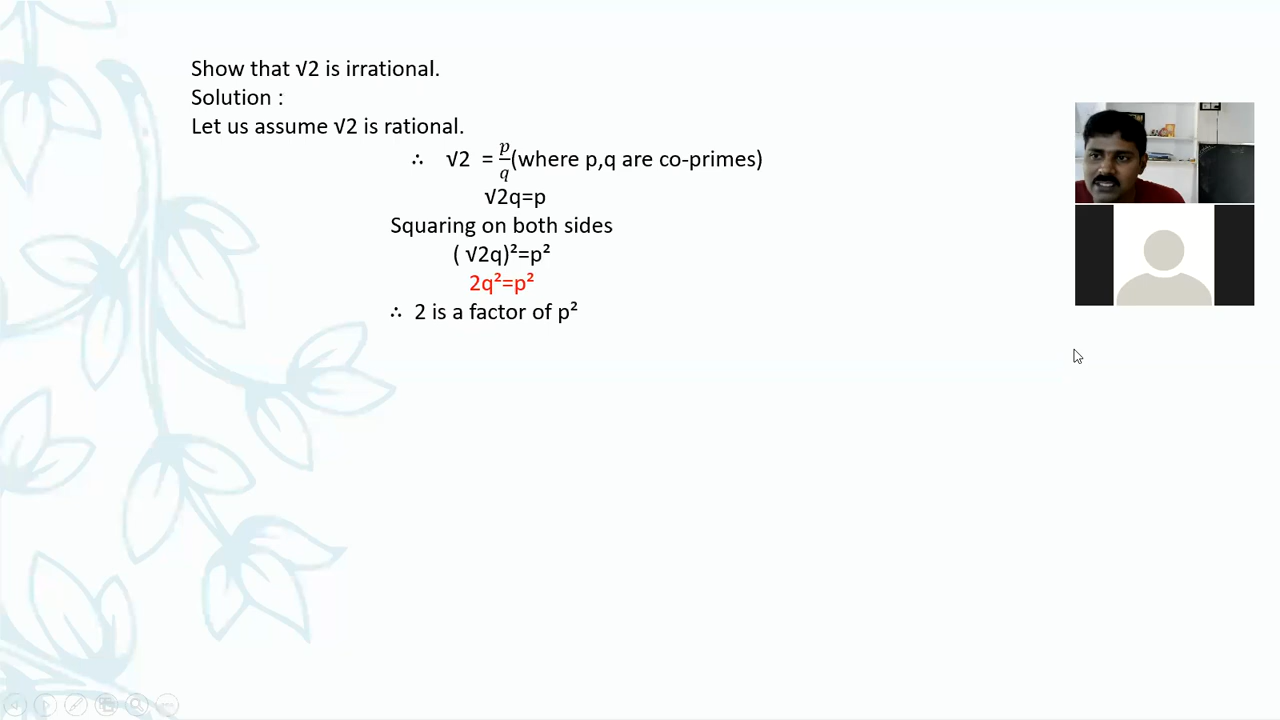 Show that √2 is irrational.
Solution :
Let us assume √2 is rational.
∴ √2 = p/q(where p,q are co-primes)
√2q=p
Squaring on both sides
( √2q)²=p²
2q²=p²
∴ 2 is a factor of p²